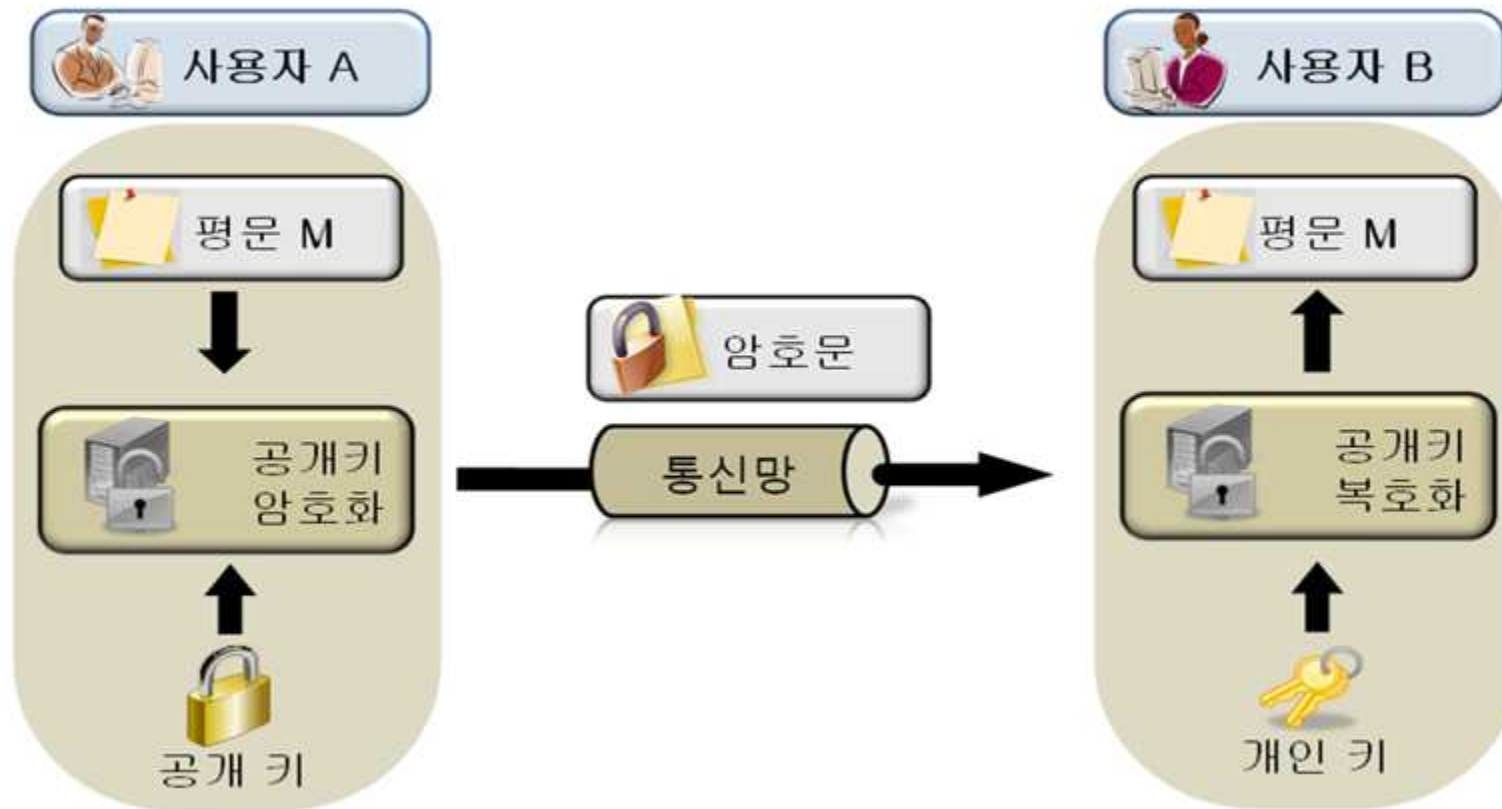 사용자 A
평문 M
공개키
암호화
공개 키
암호문
통신망
사용자 B
평문 M
공개키
복호화
개인 키